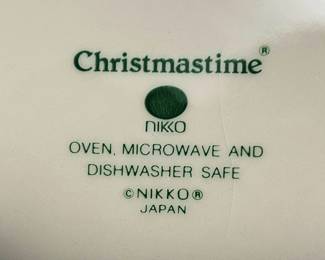 Christmastime®
nikko
OVEN, MICROWAVE AND
DISHWASHER SAFE
©NIKKO®
JAPAN